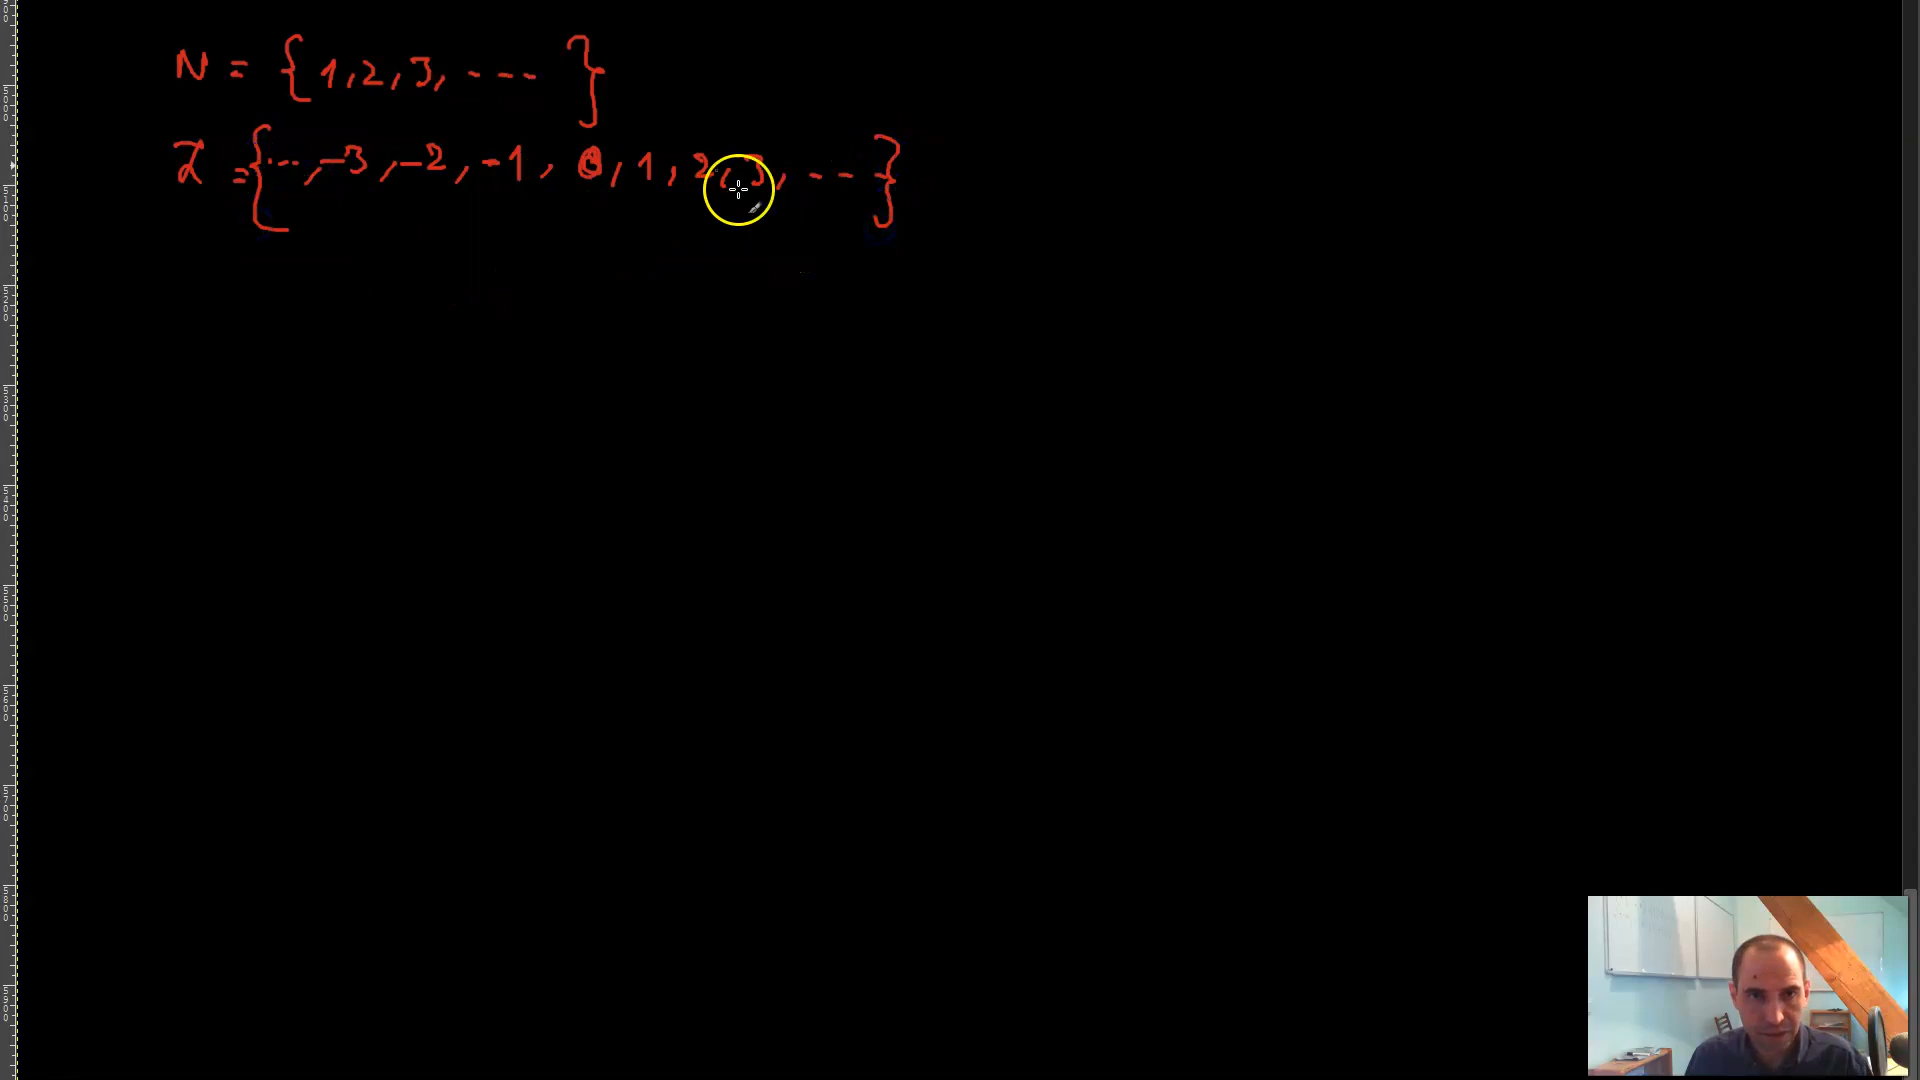 N = {1,2,3, --- }
Z = {..., -3, -2, -1, 0, 1, 2, 3, -- }